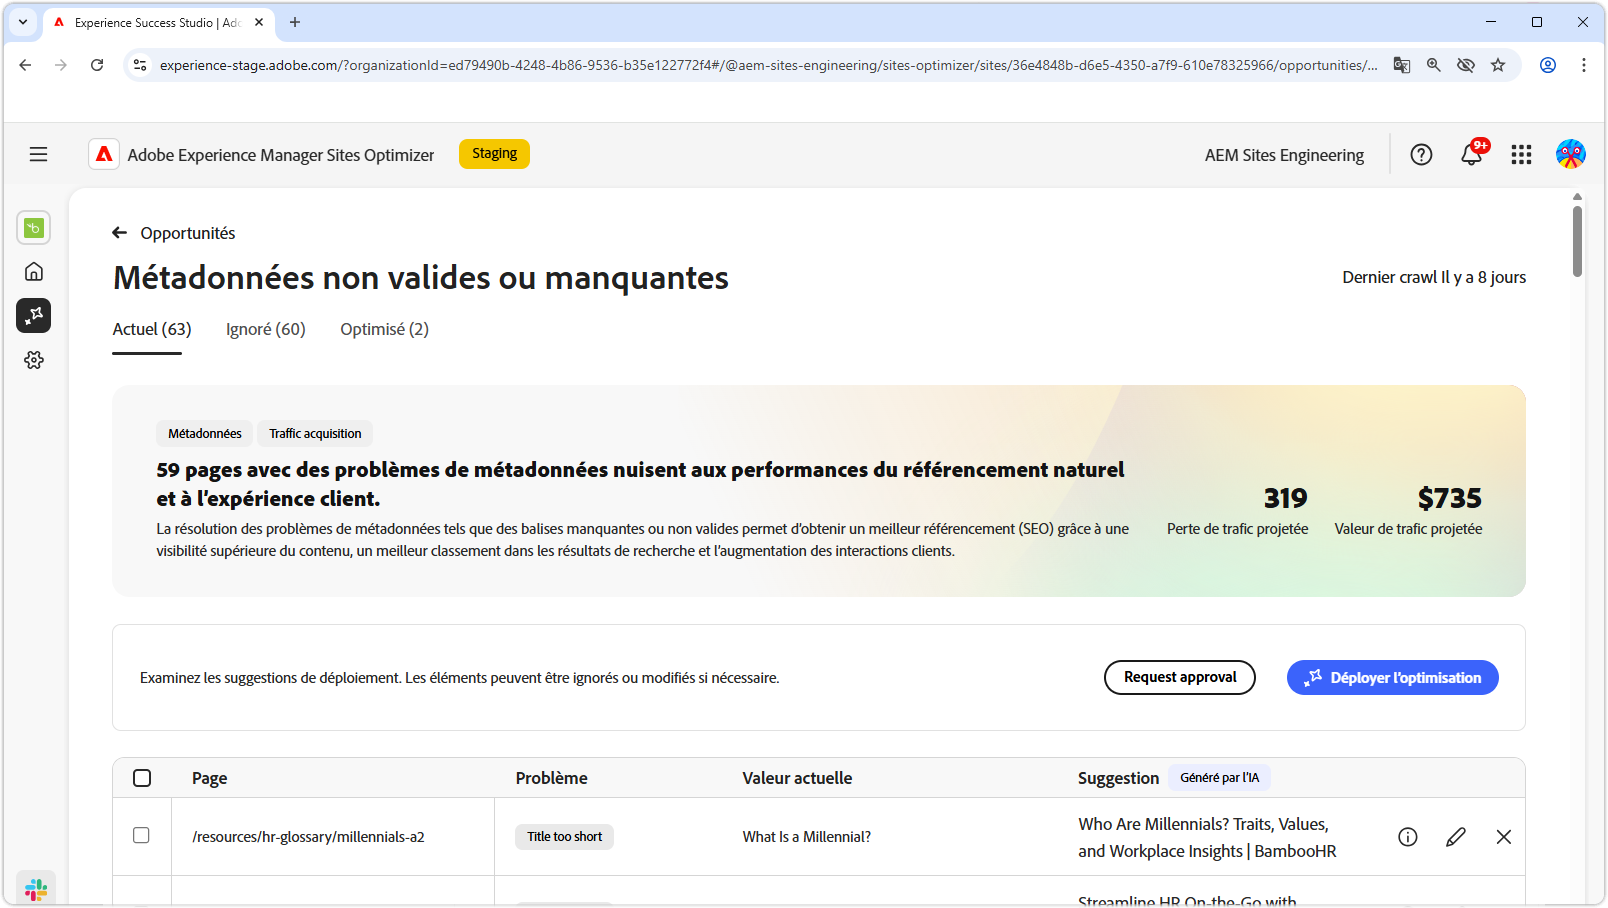 Experience Success Studio | Ado
experience-stage.adobe.com/?organizationId=ed79490b-4248-4b86-9536-b35e122772f4#/@aem-sites-engineering/sites-optimizer/sites/36e4848b-d6e5-4350-a7f9-610e78325966/opportunities/...
Adobe Experience Manager Sites Optimizer
Staging
AEM Sites Engineering
9+
Opportunités
Métadonnées non valides ou manquantes
Dernier crawl Il y a 8 jours
Actuel (63)
Ignoré (60)
Optimisé (2)
Métadonnées
Traffic acquisition
59 pages avec des problèmes de métadonnées nuisent aux performances du référencement naturel
et à l’expérience client.
La résolution des problèmes de métadonnées tels que des balises manquantes ou non valides permet d’obtenir un meilleur référencement (SEO) grâce à une
visibilité supérieure du contenu, un meilleur classement dans les résultats de recherche et l’augmentation des interactions clients.
319
Perte de trafic projetée
$735
Valeur de trafic projetée
Examinez les suggestions de déploiement. Les éléments peuvent être ignorés ou modifiés si nécessaire.
Request approval
Déployer l’optimisation
Page
Problème
Valeur actuelle
Suggestion
Généré par l’IA
/resources/hr-glossary/millennials-a2
Title too short
What Is a Millennial?
Who Are Millennials? Traits, Values,
and Workplace Insights | BambooHR
Streamline HR On-the-Go with